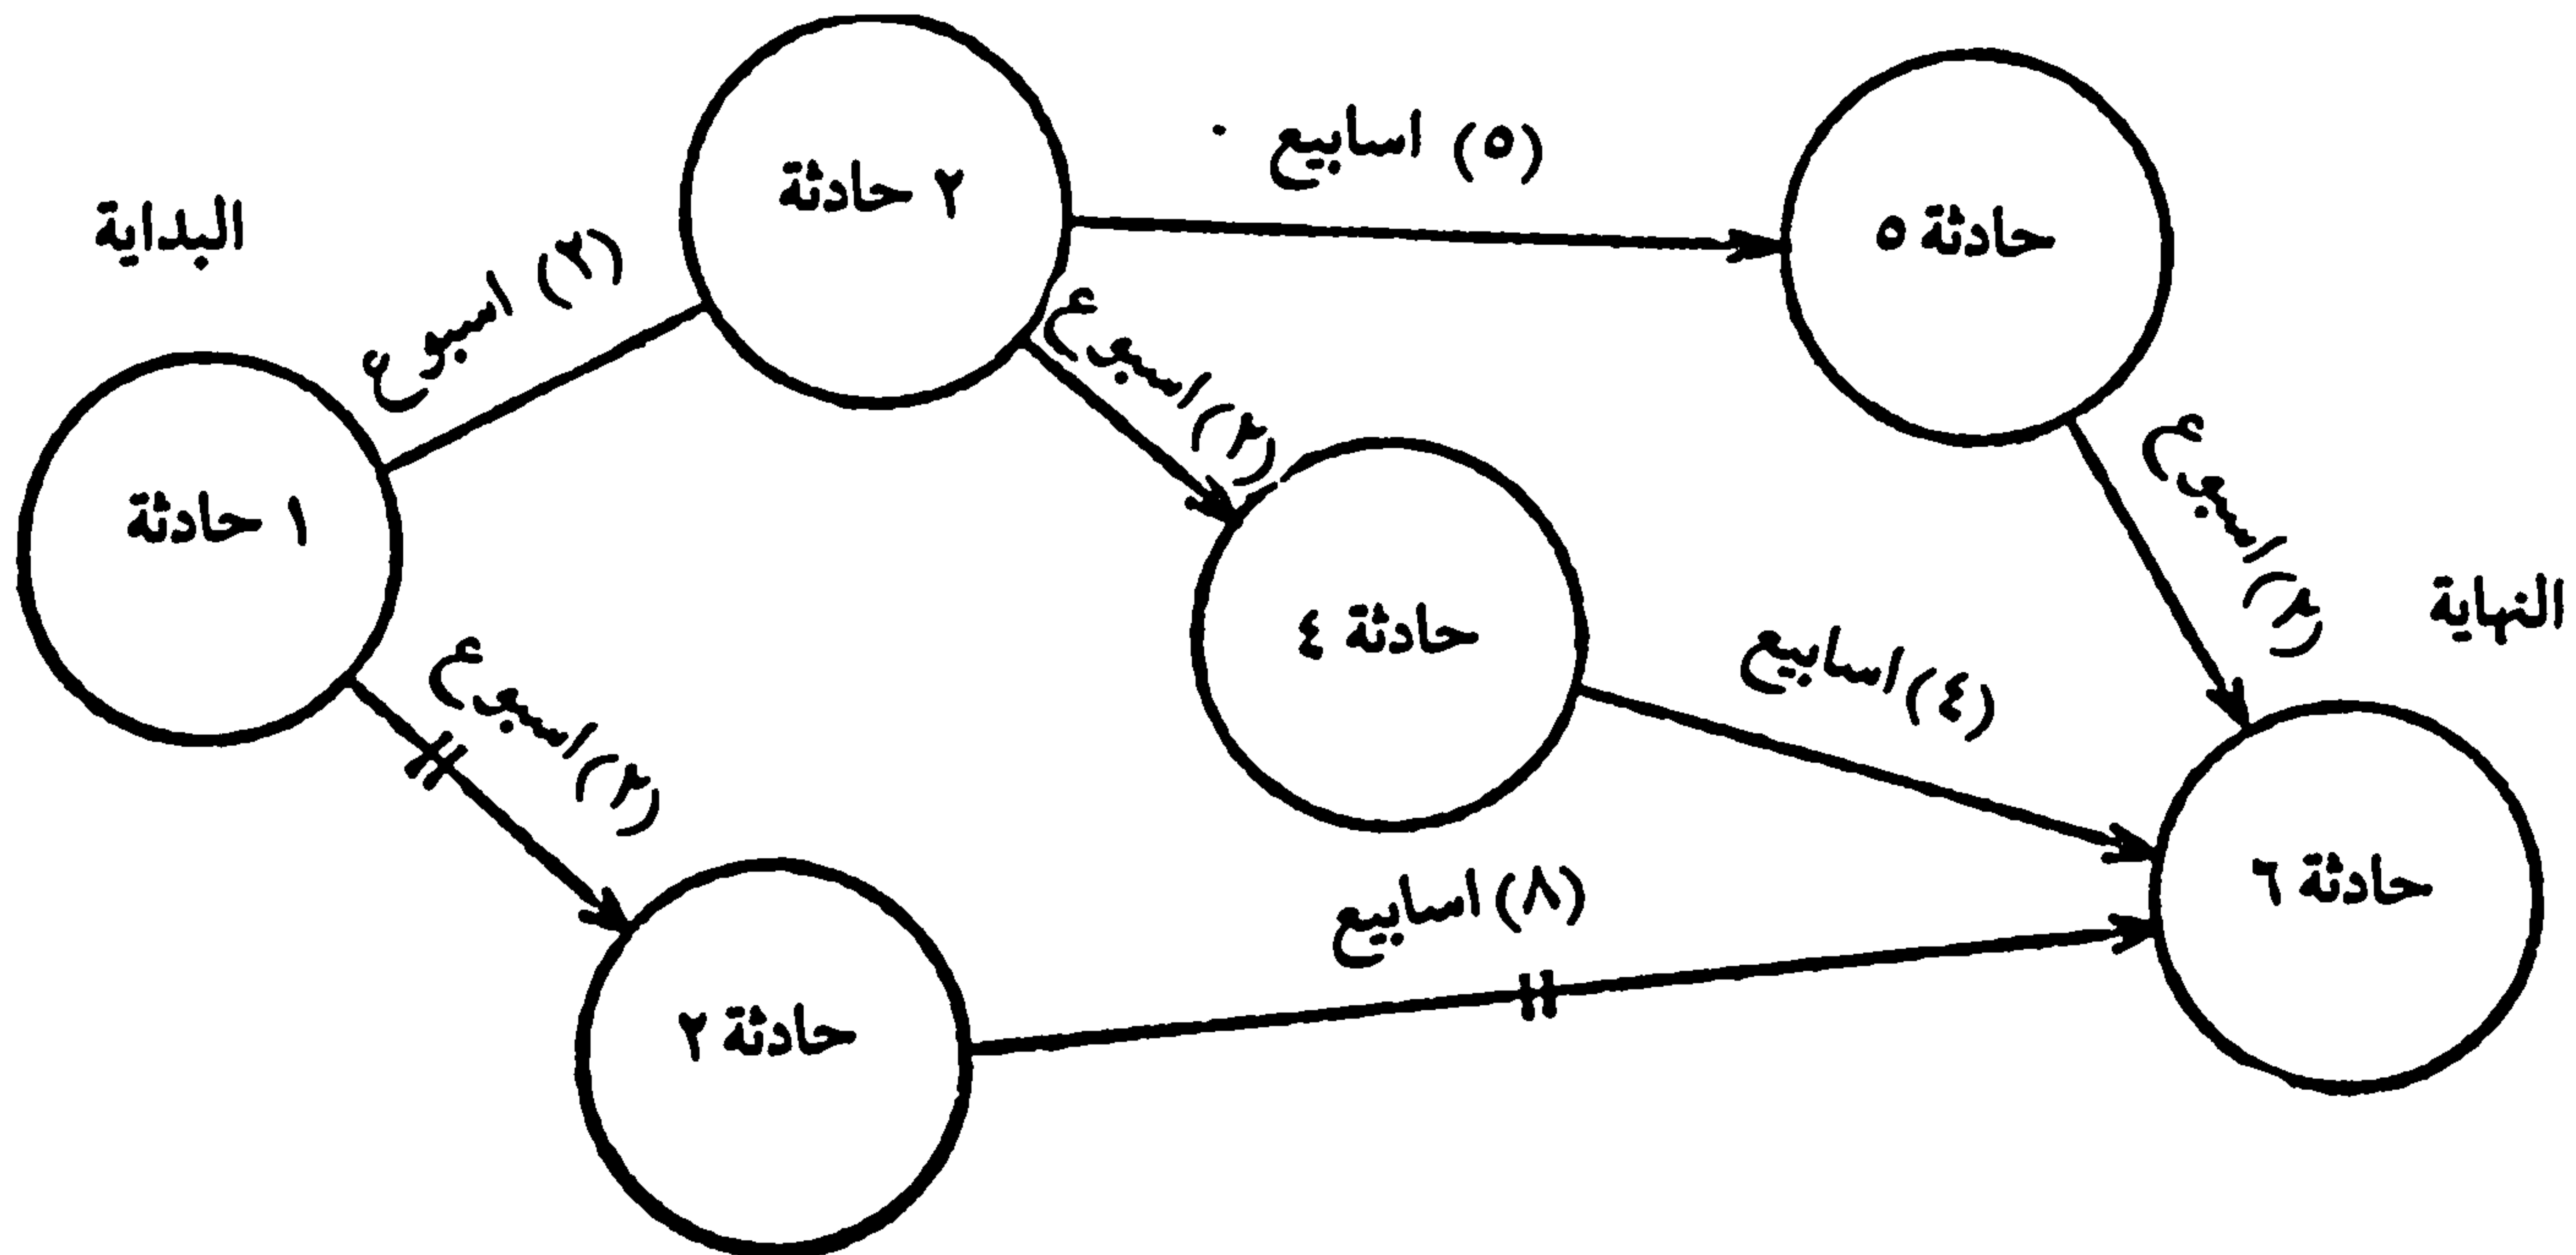 البداية
(٢) اسبوع
٢ حادثة
(٥) اسابيع
حادثة ٥
١ حادثة
(٢) اسبوع
(٢) اسبوع
حادثة ٤
(٤) اسابيع
(٢) اسبوع
النهاية
حادثة ٢
(٨) اسابيع
حادثة ٦